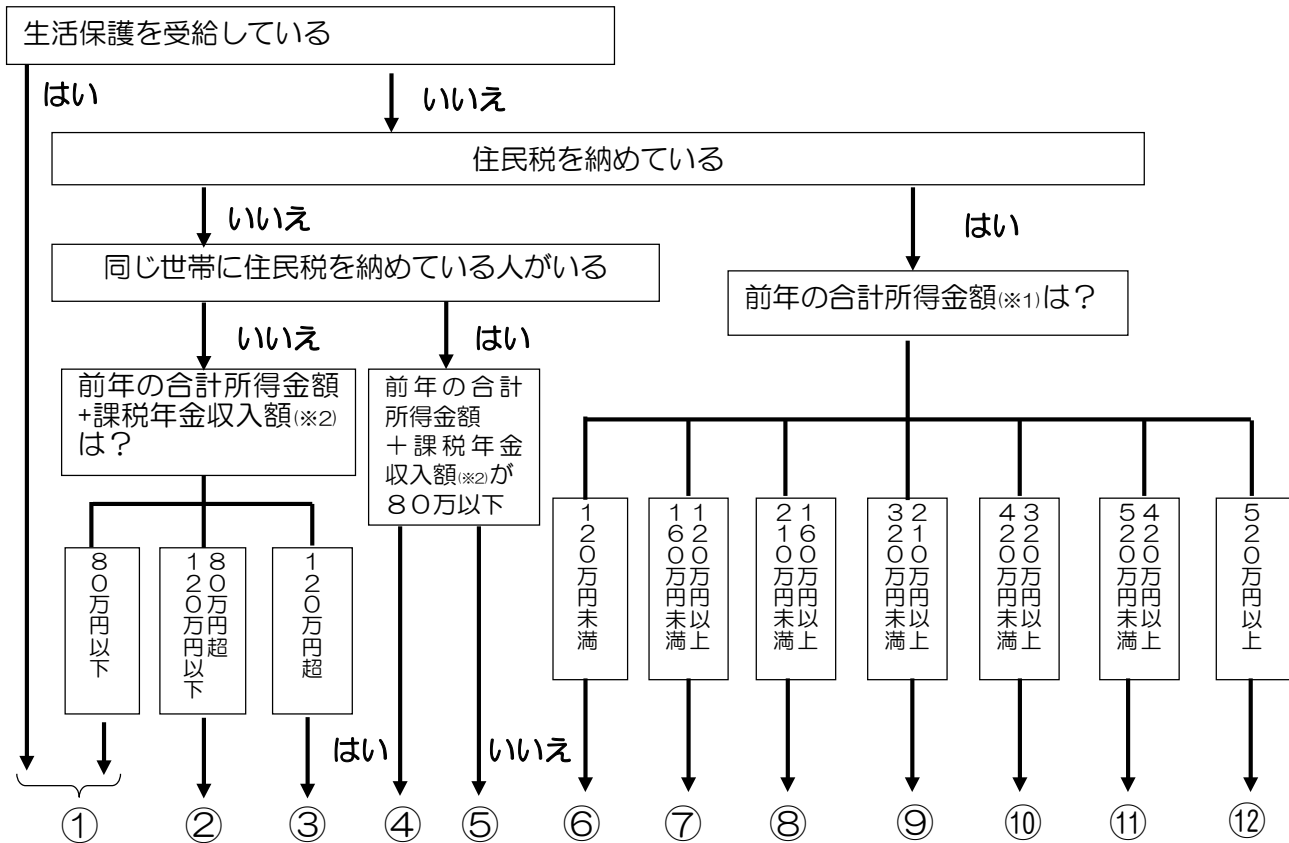 生活保護を受給している
はい
いいえ
住民税を納めている
いいえ
はい
同じ世帯に住民税を納めている人がいる
前年の合計所得金額(※1)は？
いいえ
はい
前年の合計所得金額
+課税年金収入額(※2)
は？
前年の合計
所得金額
＋課税年金
収入額(※2)が
８０万以下
８０万円以下
８０万円超
１２０万円以下
１２０万円超
１２０万円未満
１２０万円以上
１６０万円未満
１６０万円以上
２１０万円未満
２１０万円以上
３２０万円未満
３２０万円以上
４２０万円未満
４２０万円以上
５２０万円未満
５２０万円以上
はい
いいえ
①
②
③
④
⑤
⑥
⑦
⑧
⑨
⑩
⑪
⑫